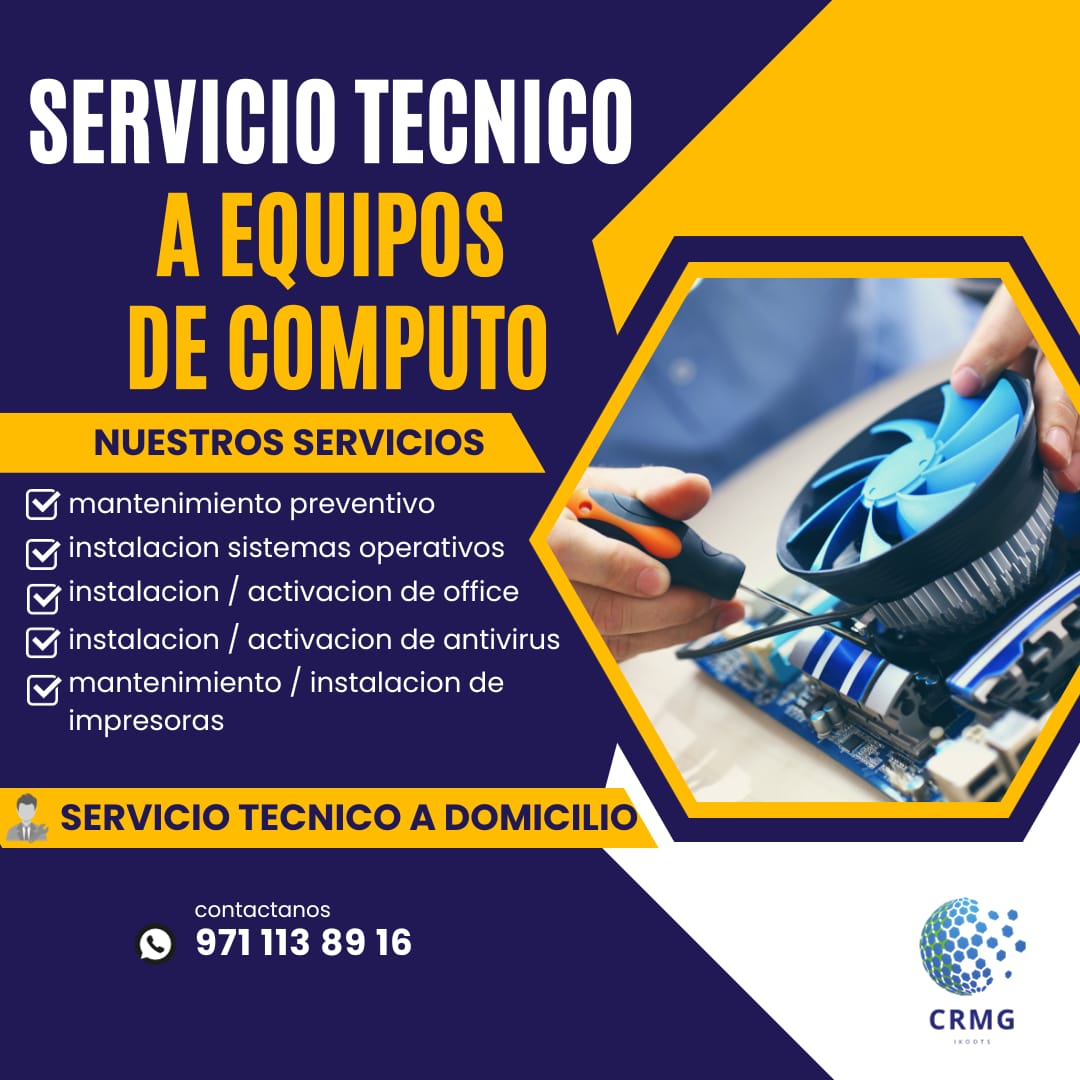 SERVICIO TECNICO
A EQUIPOS
DE COMPUTO
NUESTROS SERVICIOS
mantenimiento preventivo
instalacion sistemas operativos
instalacion / activacion de office
instalacion / activacion de antivirus
mantenimiento / instalacion de
impresoras
SERVICIO TECNICO A DOMICILIO
contactanos
971 113 89 16
CRMG
IKOOTS